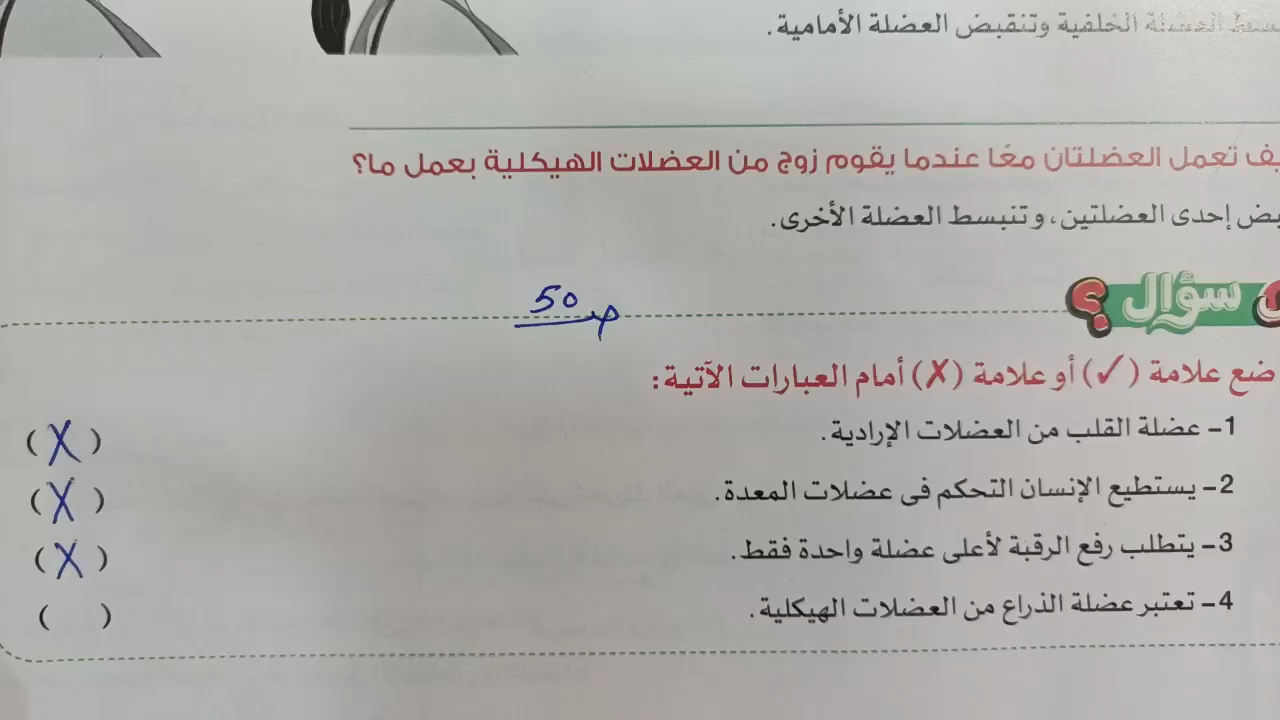 العضلة الخلفية وتنقبض العضلة الأمامية.
تعمل العضلتان معًا عندما يقوم زوج من العضلات الهيكلية بعمل ما؟
إحدى العضلتين، وتنبسط العضلة الأخرى.
سؤال ؟
50 ص
ضع علامة (✓) أو علامة (✗) أمام العبارات الآتية:
1- عضلة القلب من العضلات الإرادية. (X)
2- يستطيع الإنسان التحكم فى عضلات المعدة. (X)
3- يتطلب رفع الرقبة لأعلى عضلة واحدة فقط. (X)
4- تعتبر عضلة الذراع من العضلات الهيكلية. ( )